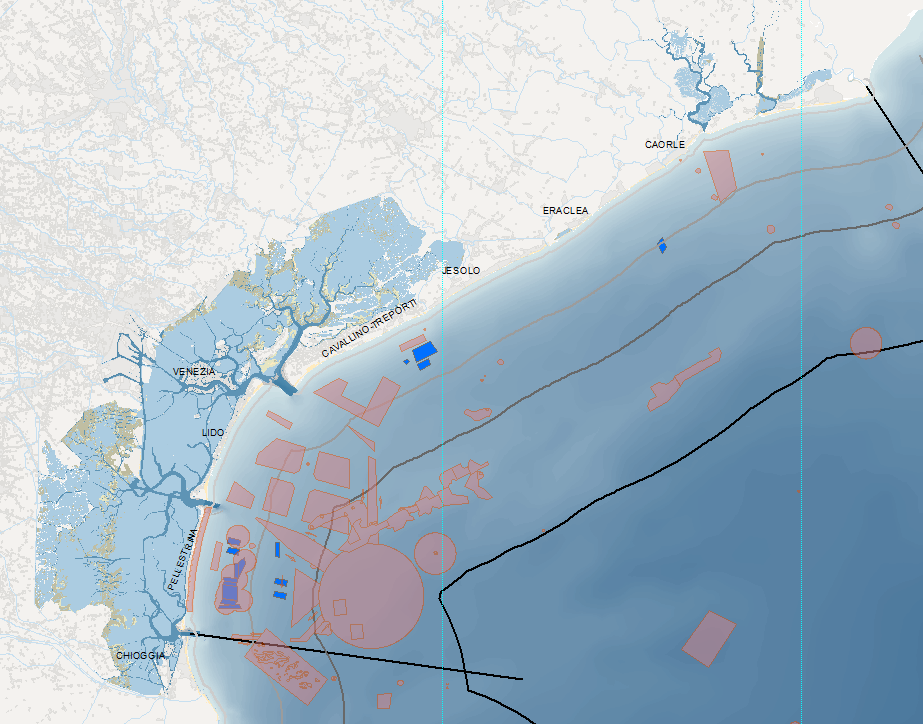 CAORLE
ERACLEA
JESOLO
CAVALLINO-TREPORTI
VENEZIA
LIDO
PELLESTRINA
CHIOGGIA